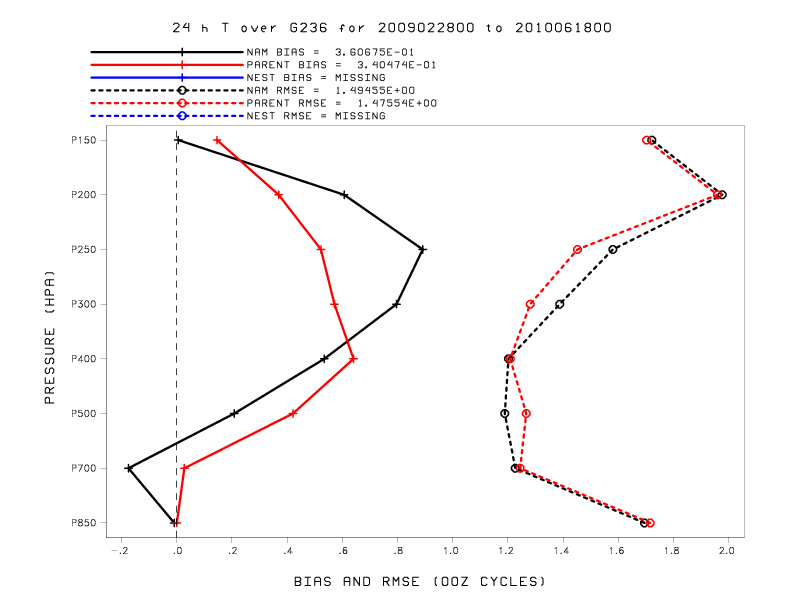 24 h T over G236 for 2009022800 to 2010061800
NAM BIAS = 3.60675E-01
PARENT BIAS = 3.40474E-01
NEST BIAS = MISSING
NAM RMSE = 1.49455E+00
PARENT RMSE = 1.47554E+00
NEST RMSE = MISSING
P150
P200
P250
P300
P400
P500
P700
P850
PRESSURE (HPA)
-.2 .0 .2 .4 .6 .8 1.0 1.2 1.4 1.6 1.8 2.0
BIAS AND RMSE (00Z CYCLES)